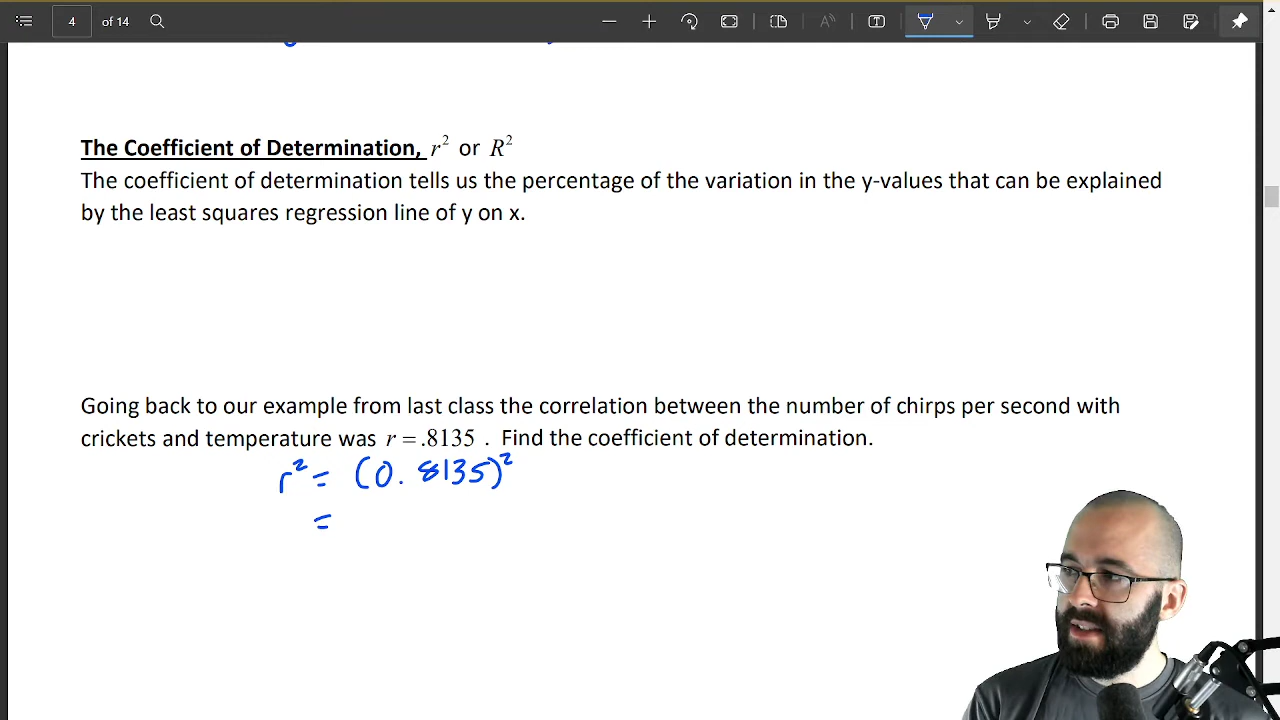 4 of 14
The Coefficient of Determination, r² or R²
The coefficient of determination tells us the percentage of the variation in the y-values that can be explained
by the least squares regression line of y on x.
Going back to our example from last class the correlation between the number of chirps per second with
crickets and temperature was r = .8135 . Find the coefficient of determination.
r² = (0.8135)²
=